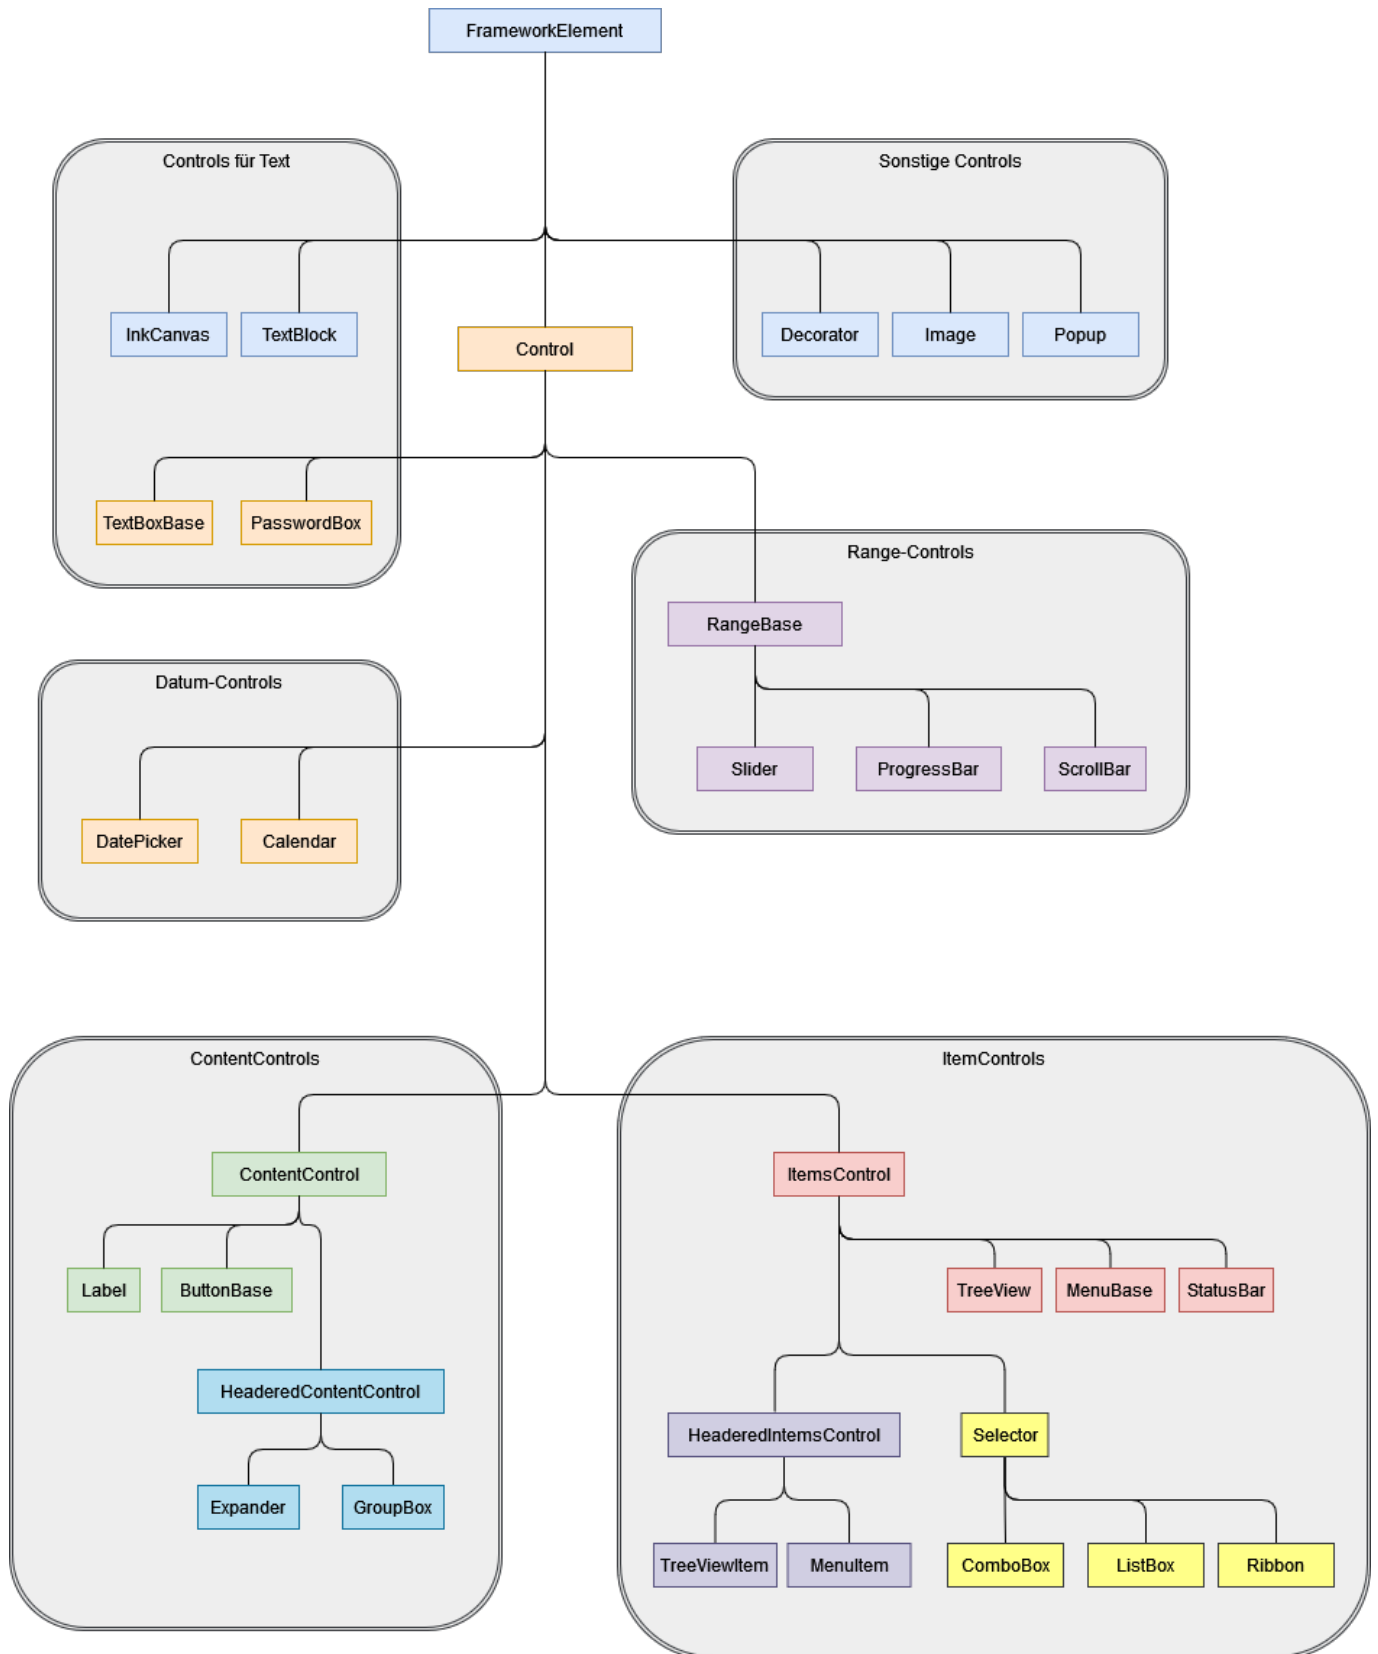 FrameworkElement
Controls für Text
Sonstige Controls
InkCanvas
TextBlock
Control
Decorator
Image
Popup
TextBoxBase
PasswordBox
Range-Controls
RangeBase
Datum-Controls
Slider
ProgressBar
ScrollBar
DatePicker
Calendar
ContentControls
ItemControls
ContentControl
ItemsControl
Label
ButtonBase
TreeView
MenuBase
StatusBar
HeaderedContentControl
HeaderedIntemsControl
Selector
Expander
GroupBox
TreeViewItem
MenuItem
ComboBox
ListBox
Ribbon